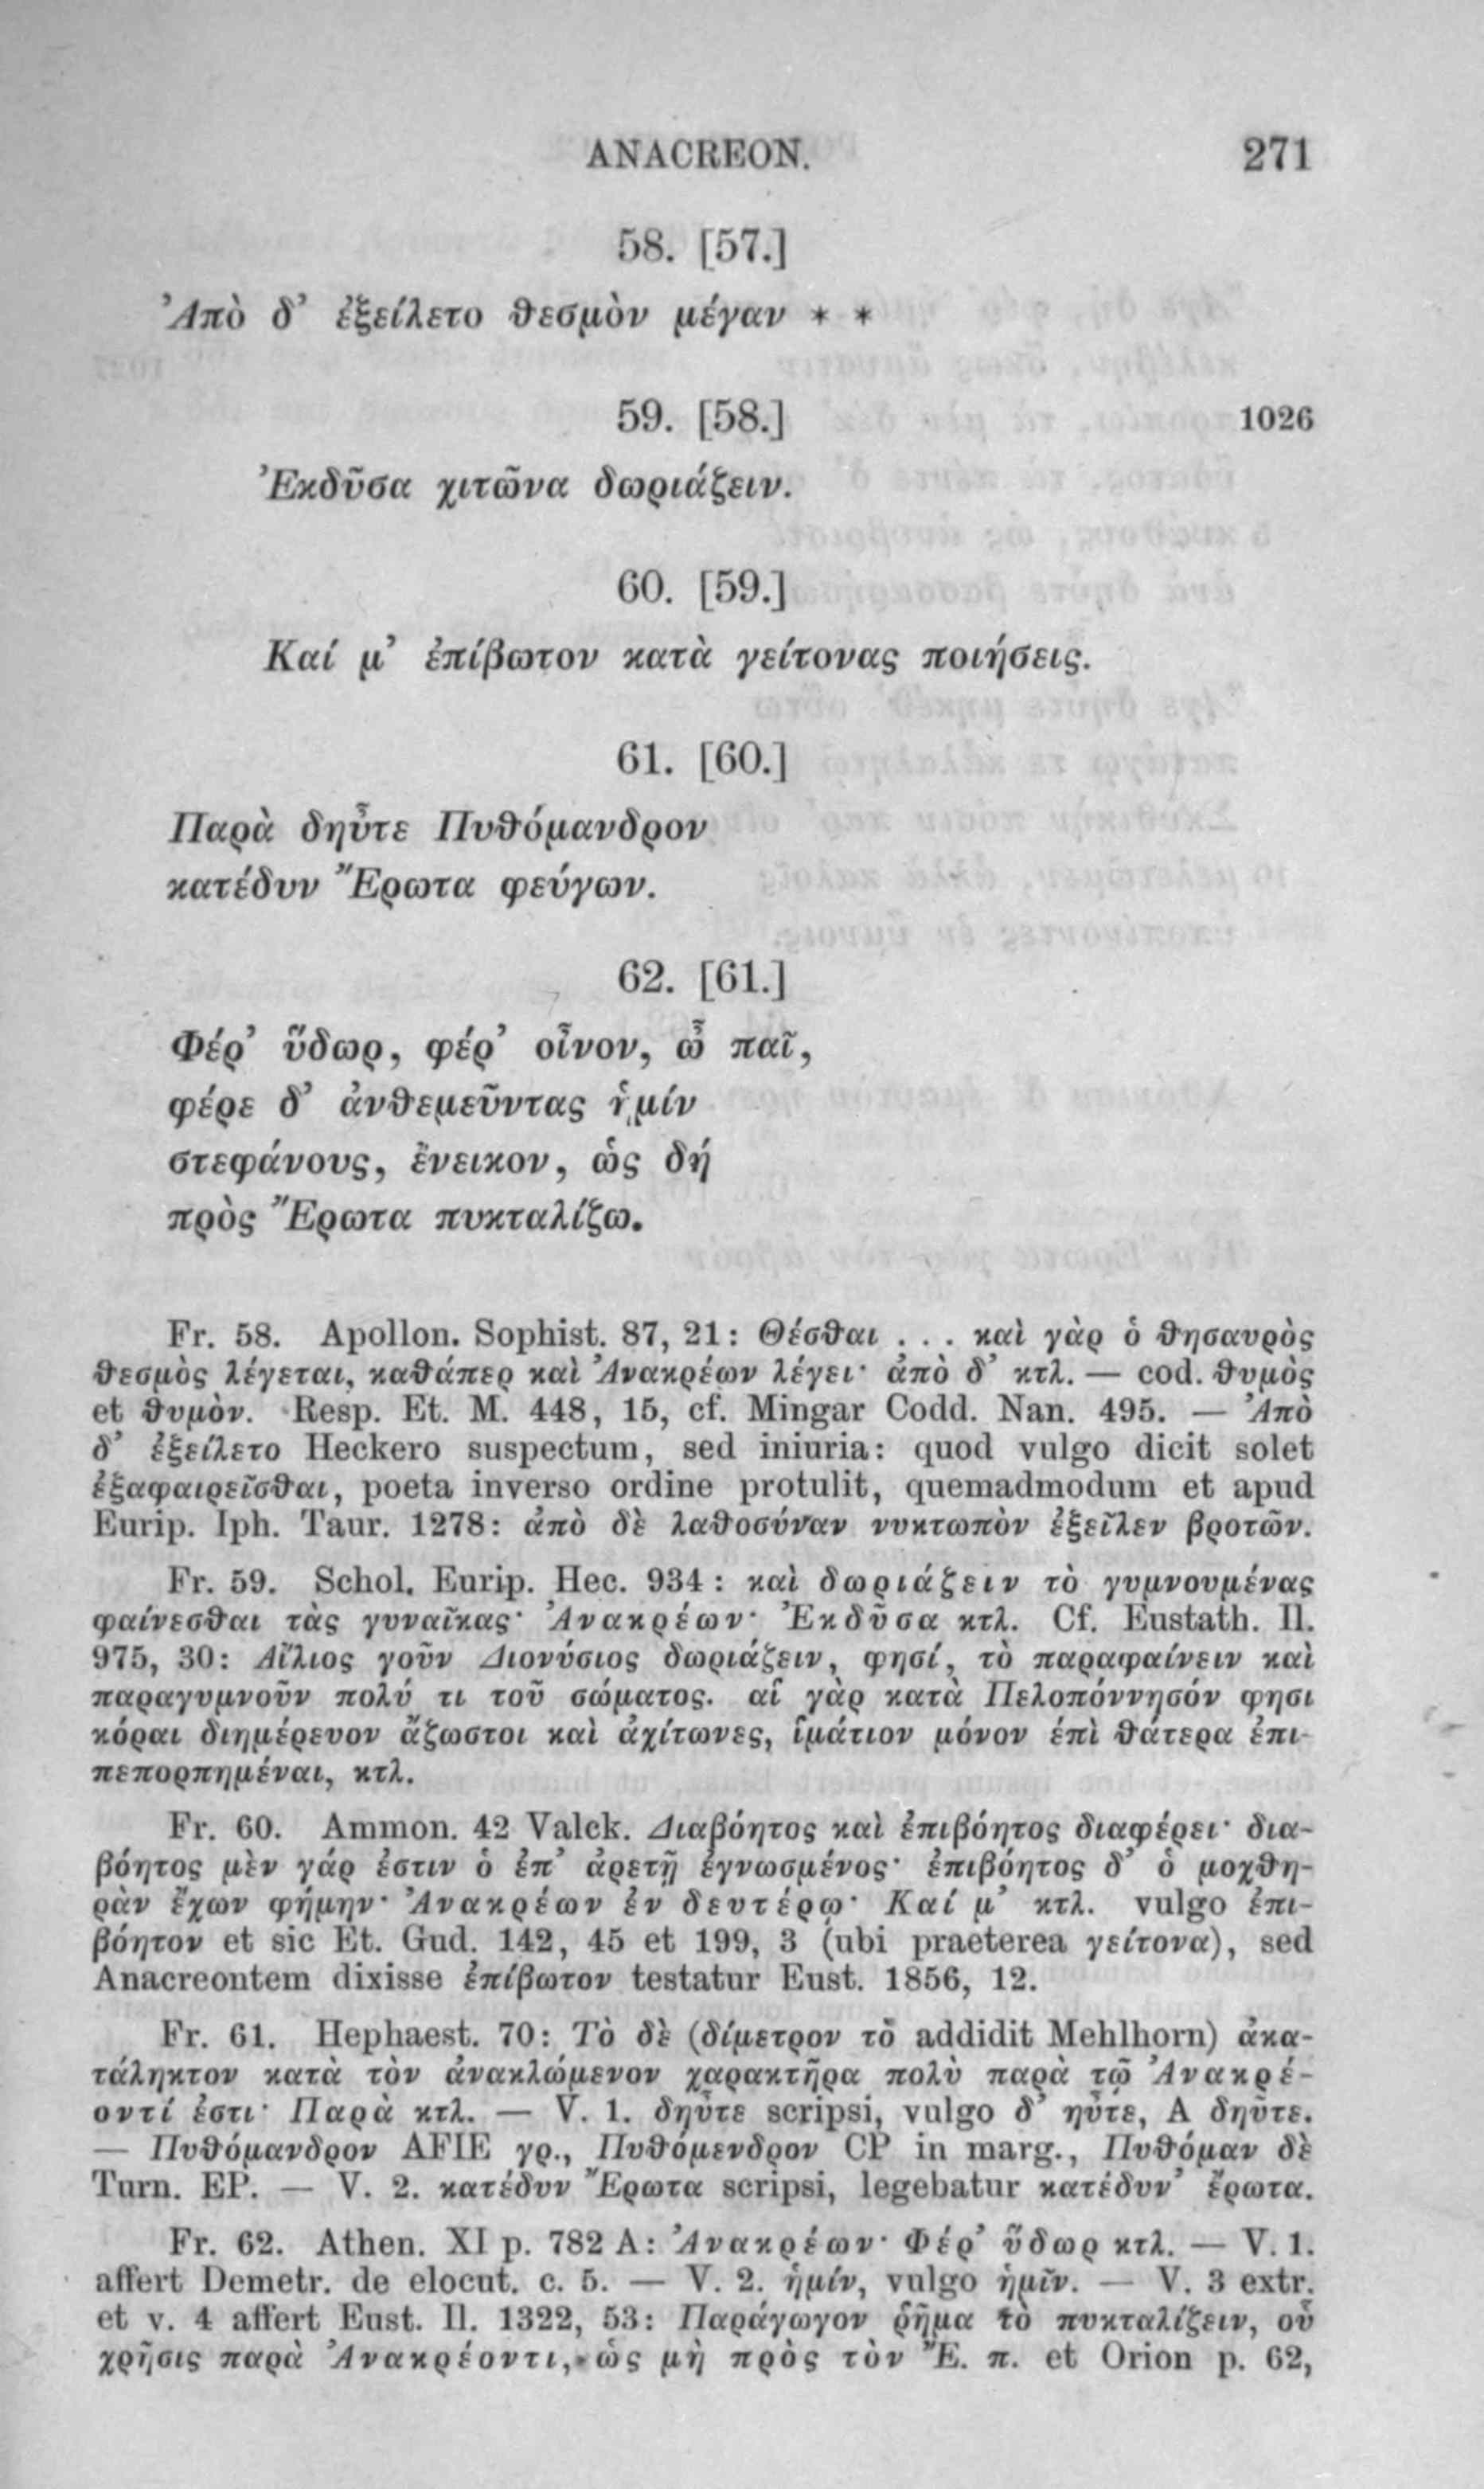 ANACREON. 271
58. [57.]
Ἀπὸ δ’ ἐξείλετο θεσμὸν μέγαν * *
59. [58.] 1026
Ἐκδῦσα χιτῶνα δωριάζειν.
60. [59.]
Καί μ’ ἐπίβωτον κατὰ γείτονας ποιήσεις.
61. [60.]
Παρὰ δηὖτε Πυθόμανδρον
κατέδυν Ἔρωτα φεύγων.
62. [61.]
Φέρ’ ὕδωρ, φέρ’ οἶνον, ὦ παῖ,
φέρε δ’ ἀνθεμεῦντας ἡμίν
στεφάνους, ἔνεικον, ὡς δή
πρὸς Ἔρωτα πυκταλίζω.
Fr. 58. Apollon. Sophist. 87, 21: Θέσθαι . . . καὶ γὰρ ὁ θησαυρὸς
θεσμὸς λέγεται, καθάπερ καὶ Ἀνακρέων λέγει· ἀπὸ δ’ κτλ. — cod. θυμὸς
et θυμὸν. Resp. Et. M. 448, 15, cf. Mingar Codd. Nan. 495. — Ἀπὸ
δ’ ἐξείλετο Heckero suspectum, sed iniuria: quod vulgo dicit solet
ἐξαφαιρεῖσθαι, poeta inverso ordine protulit, quemadmodum et apud
Eurip. Iph. Taur. 1278: ἀπὸ δὲ λαθοσύναν νυκτωπὸν ἐξεῖλεν βροτῶν.
Fr. 59. Schol. Eurip. Hec. 934: καὶ δωριάζειν τὸ γυμνουμένας
φαίνεσθαι τὰς γυναῖκας· Ἀνακρέων· Ἐκδῦσα κτλ. Cf. Eustath. Il.
975, 30: Αἴλιος γοῦν Διονύσιος δωριάζειν, φησί, τὸ παραφαίνειν καὶ
παραγυμνοῦν πολύ τι τοῦ σώματος. αἱ γὰρ κατὰ Πελοπόννησόν φησι
κόραι διημέρευον ἄζωστοι καὶ ἀχίτωνες, ἱμάτιον μόνον ἐπὶ θάτερα ἐπι-
πεπορπημέναι, κτλ.
Fr. 60. Ammon. 42 Valck. Διαβόητος καὶ ἐπιβόητος διαφέρει· δια-
βόητος μὲν γάρ ἐστιν ὁ ἐπ’ ἀρετῇ ἐγνωσμένος· ἐπιβόητος δ’ ὁ μοχθη-
ρὰν ἔχων φήμην· Ἀνακρέων ἐν δευτέρῳ· Καί μ’ κτλ. vulgo ἐπι-
βόητον et sic Et. Gud. 142, 45 et 199, 3 (ubi praeterea γείτονα), sed
Anacreontem dixisse ἐπίβωτον testatur Eust. 1856, 12.
Fr. 61. Hephaest. 70: Τὸ δὲ (δίμετρον τὸ addidit Mehlhorn) ἀκα-
τάληκτον κατὰ τὸν ἀνακλώμενον χαρακτῆρα πολὺ παρὰ τῷ Ἀνακρέ-
οντί ἐστι· Παρὰ κτλ. — V. 1. δηὖτε scripsi, vulgo δ’ ηὖτε, A δηῦτε.
— Πυθόμανδρον AFIE γρ., Πυθόμενδρον CP in marg., Πυθόμαν δὲ
Turn. EP. — V. 2. κατέδυν Ἔρωτα scripsi, legebatur κατέδυν’ ἔρωτα.
Fr. 62. Athen. XI p. 782 A: Ἀνακρέων· Φέρ’ ὕδωρ κτλ. — V. 1.
affert Demetr. de elocut. c. 5. — V. 2. ἡμίν, vulgo ἡμῖν. — V. 3 extr.
et v. 4 affert Eust. Il. 1322, 53: Παράγωγον ῥῆμα τὸ πυκταλίζειν, οὗ
χρῆσις παρὰ Ἀνακρέοντι, ὡς μὴ πρὸς τὸν Ἔ. π. et Orion p. 62,